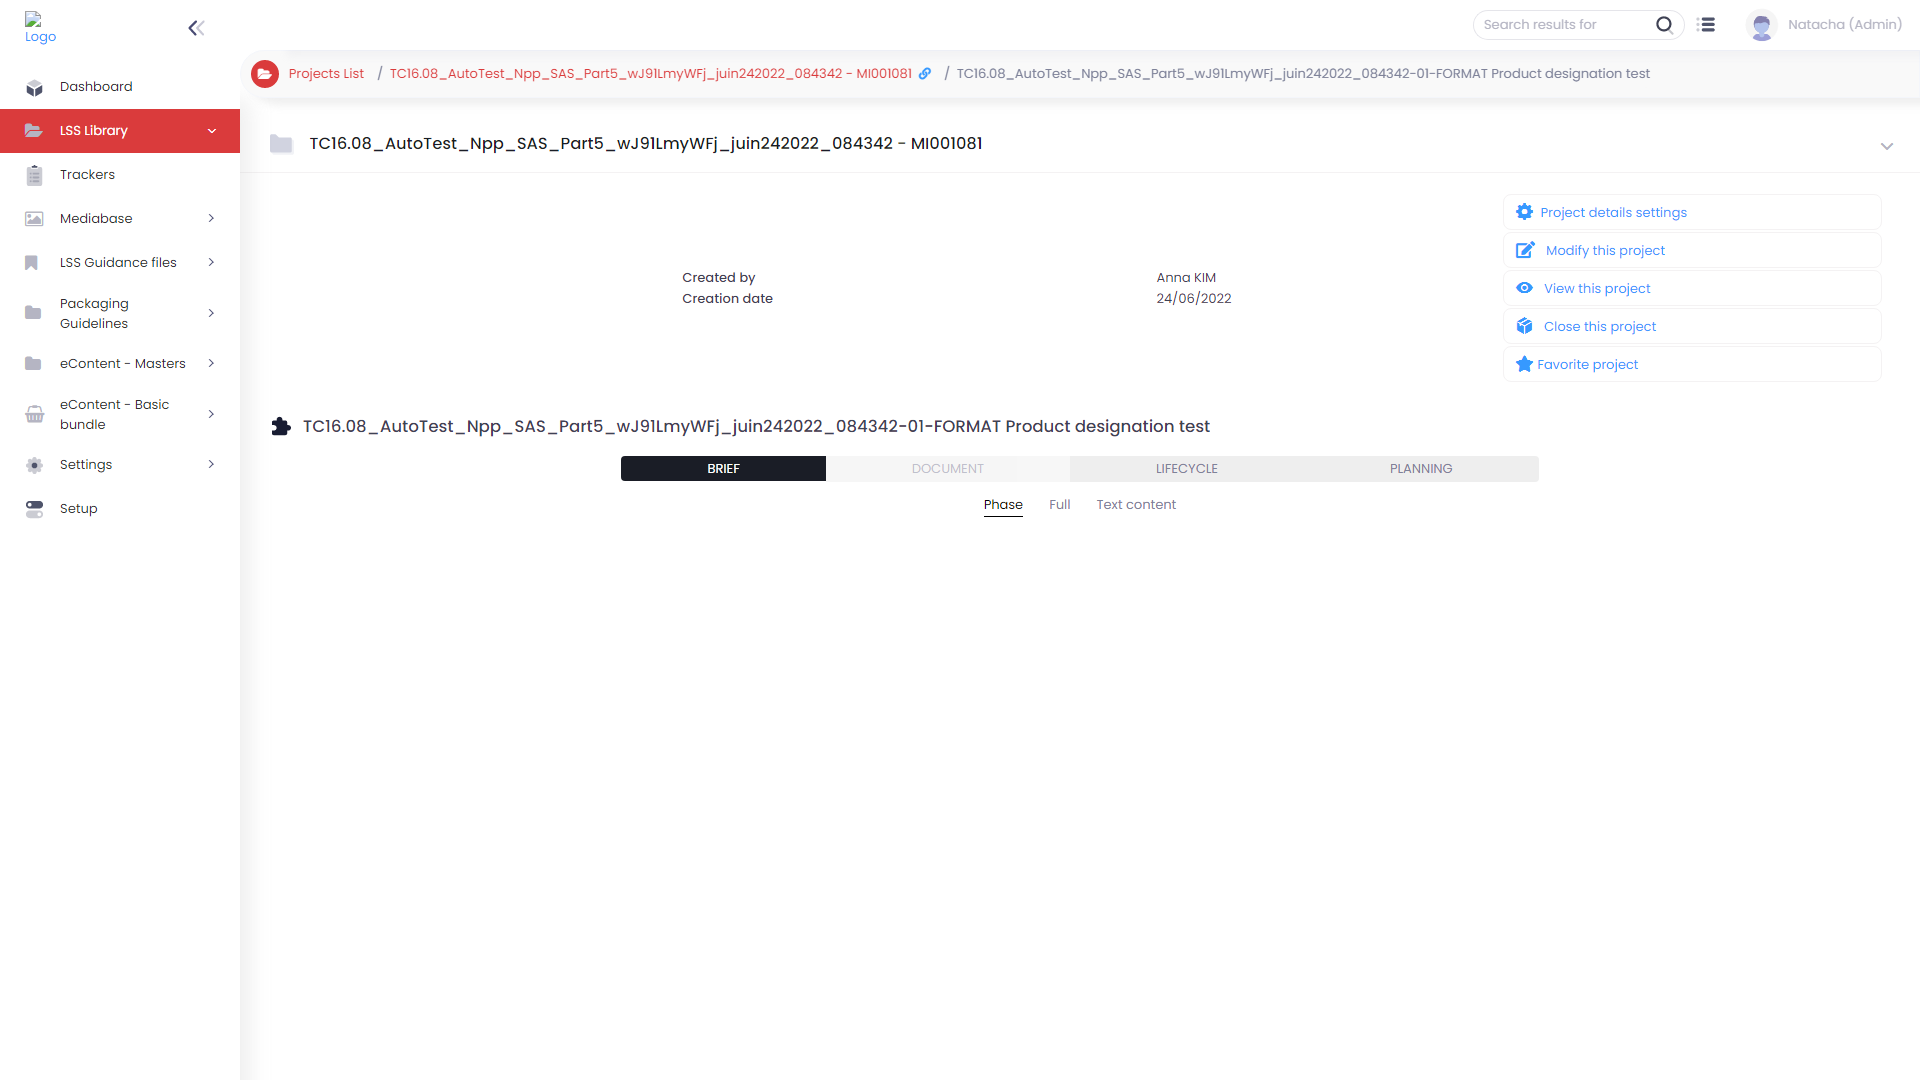 Logo
Search results for
Natacha (Admin)
Projects List / TC16.08_AutoTest_Npp_SAS_Part5_wJ91LmyWFj_juin242022_084342 - MI001081 / TC16.08_AutoTest_Npp_SAS_Part5_wJ91LmyWFj_juin242022_084342-01-FORMAT Product designation test
Dashboard
LSS Library
Trackers
Mediabase
LSS Guidance files
Packaging
Guidelines
eContent - Masters
eContent - Basic
bundle
Settings
Setup
TC16.08_AutoTest_Npp_SAS_Part5_wJ91LmyWFj_juin242022_084342 - MI001081
Created by Anna KIM
Creation date 24/06/2022
Project details settings
Modify this project
View this project
Close this project
Favorite project
TC16.08_AutoTest_Npp_SAS_Part5_wJ91LmyWFj_juin242022_084342-01-FORMAT Product designation test
BRIEF DOCUMENT LIFECYCLE PLANNING
Phase Full Text content